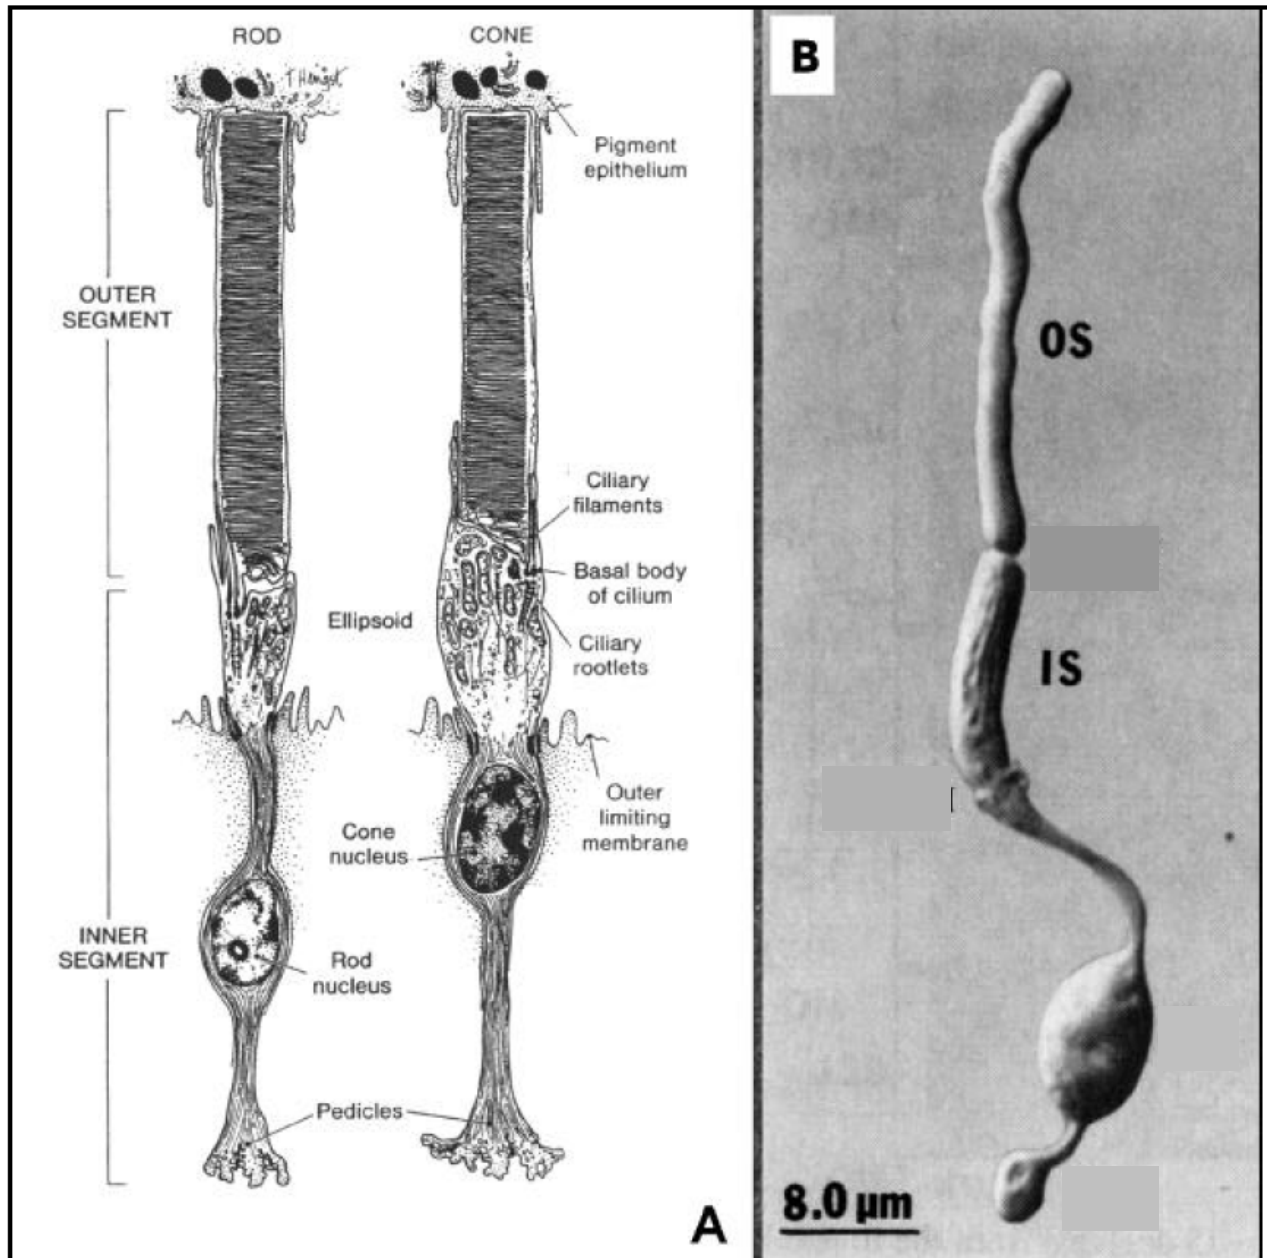 ROD
CONE
Pigment
epithelium
OUTER
SEGMENT
Ciliary
filaments
Basal body
of cilium
Ellipsoid
Ciliary
rootlets
Outer
limiting
membrane
Cone
nucleus
INNER
SEGMENT
Rod
nucleus
Pedicles
A
B
OS
IS
8.0 µm